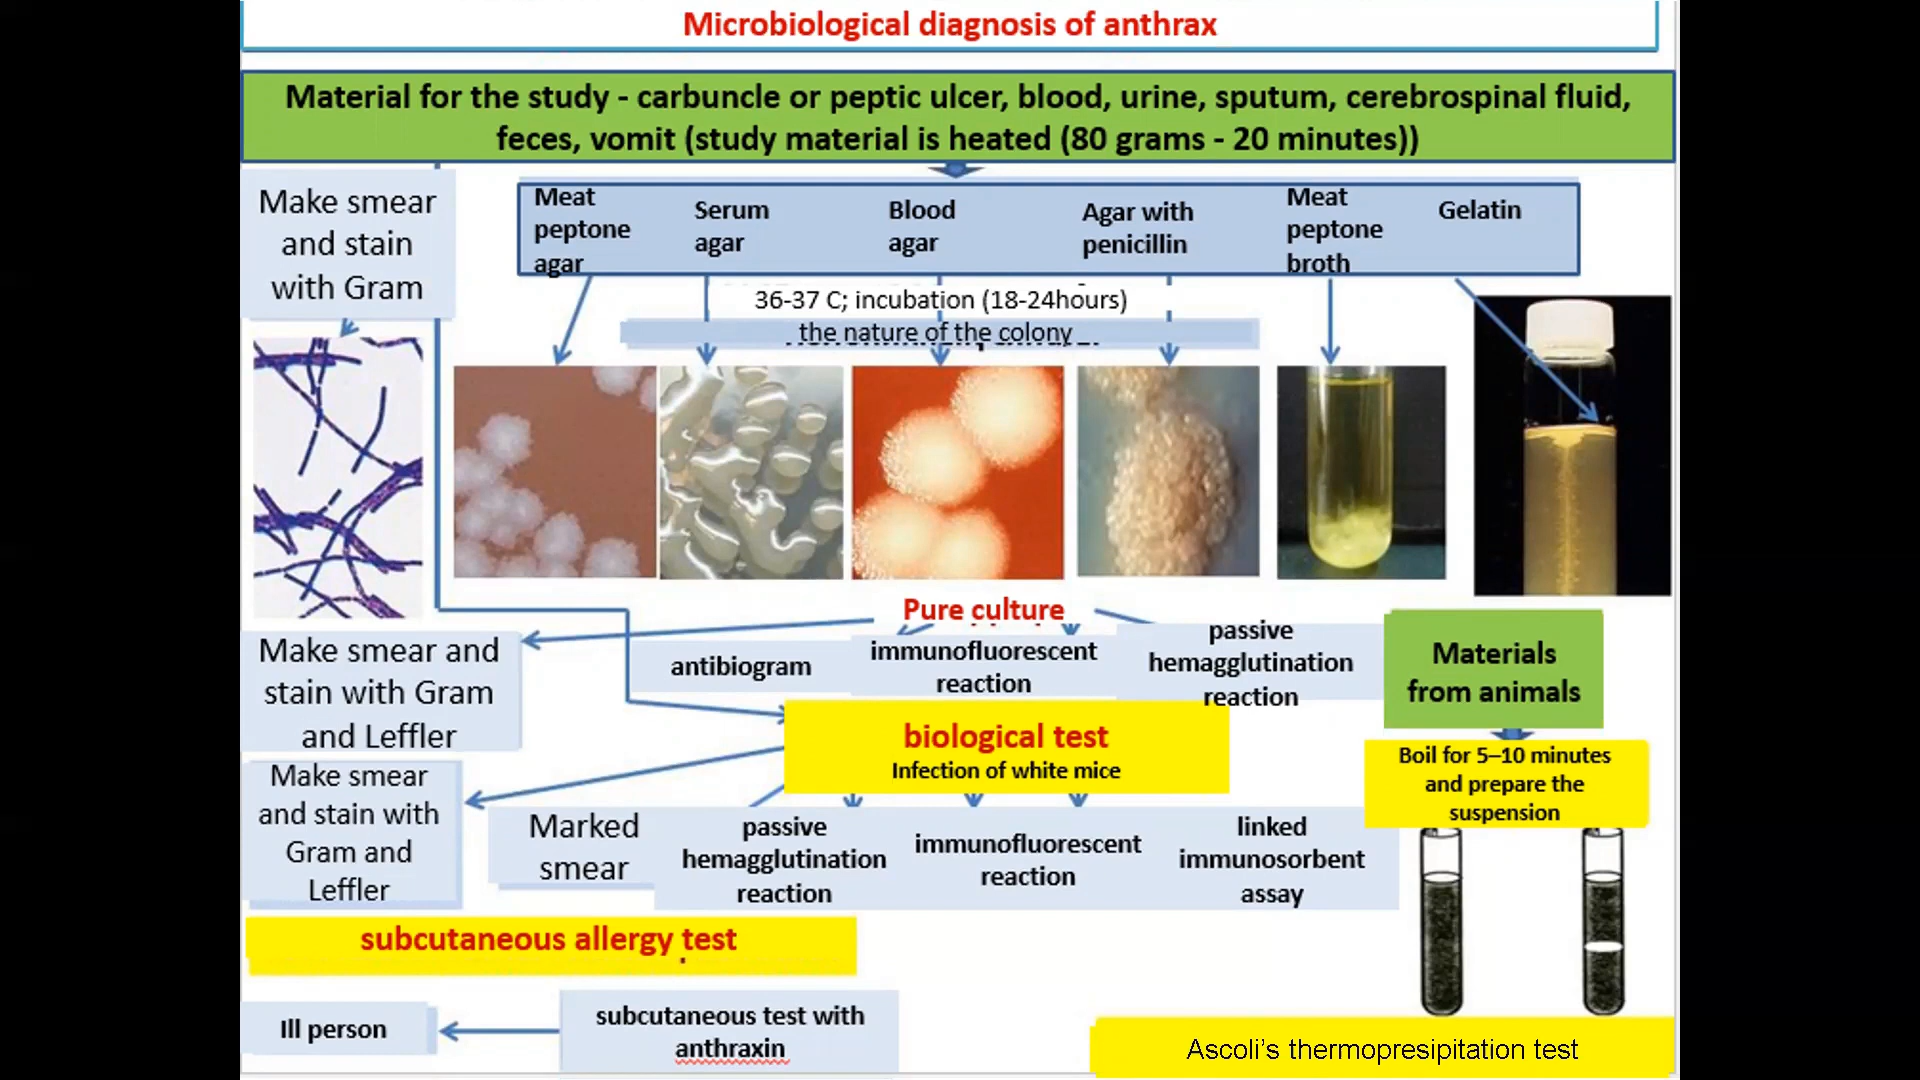 Microbiological diagnosis of anthrax
Material for the study - carbuncle or peptic ulcer, blood, urine, sputum, cerebrospinal fluid,
feces, vomit (study material is heated (80 grams - 20 minutes))
Make smear
and stain
with Gram
Meat
peptone
agar
Serum
agar
Blood
agar
Agar with
penicillin
Meat
peptone
broth
Gelatin
36-37 C; incubation (18-24hours)
the nature of the colony
Pure culture
Make smear and
stain with Gram
and Leffler
antibiogram
immunofluorescent
reaction
passive
hemagglutination
reaction
Materials
from animals
biological test
Infection of white mice
Boil for 5–10 minutes
and prepare the
suspension
Make smear
and stain with
Gram and
Leffler
Marked
smear
passive
hemagglutination
reaction
immunofluorescent
reaction
linked
immunosorbent
assay
subcutaneous allergy test
Ill person
subcutaneous test with
anthraxin
Ascoli’s thermopresipitation test